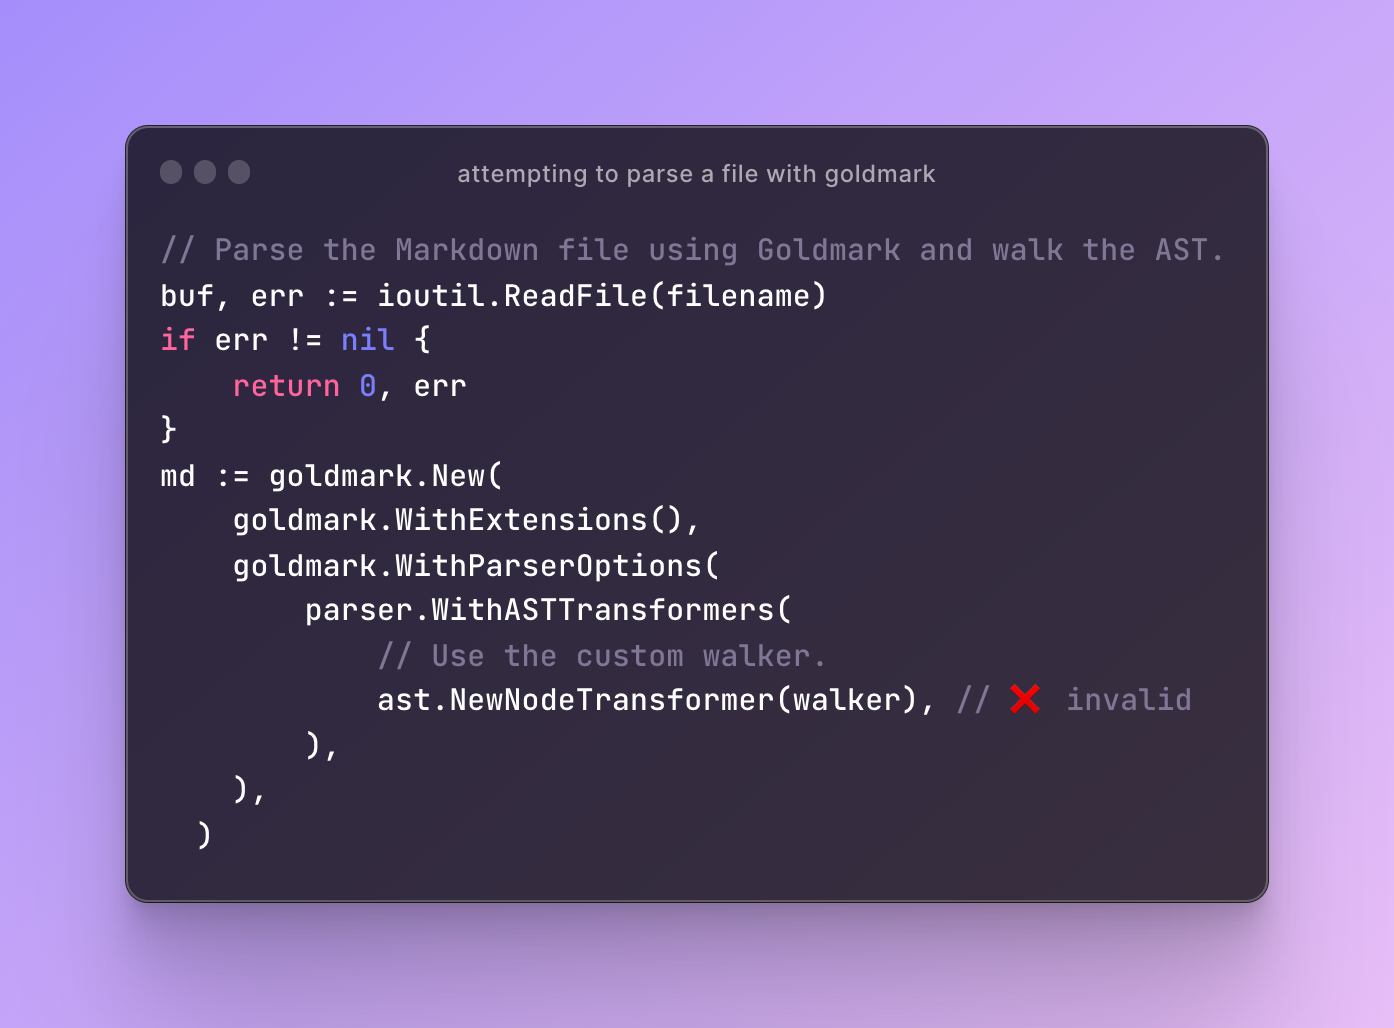 attempting to parse a file with goldmark
// Parse the Markdown file using Goldmark and walk the AST.
buf, err := ioutil.ReadFile(filename)
if err != nil {
    return 0, err
}
md := goldmark.New(
    goldmark.WithExtensions(),
    goldmark.WithParserOptions(
        parser.WithASTTransformers(
            // Use the custom walker.
            ast.NewNodeTransformer(walker), // ❌ invalid
        ),
    ),
  )